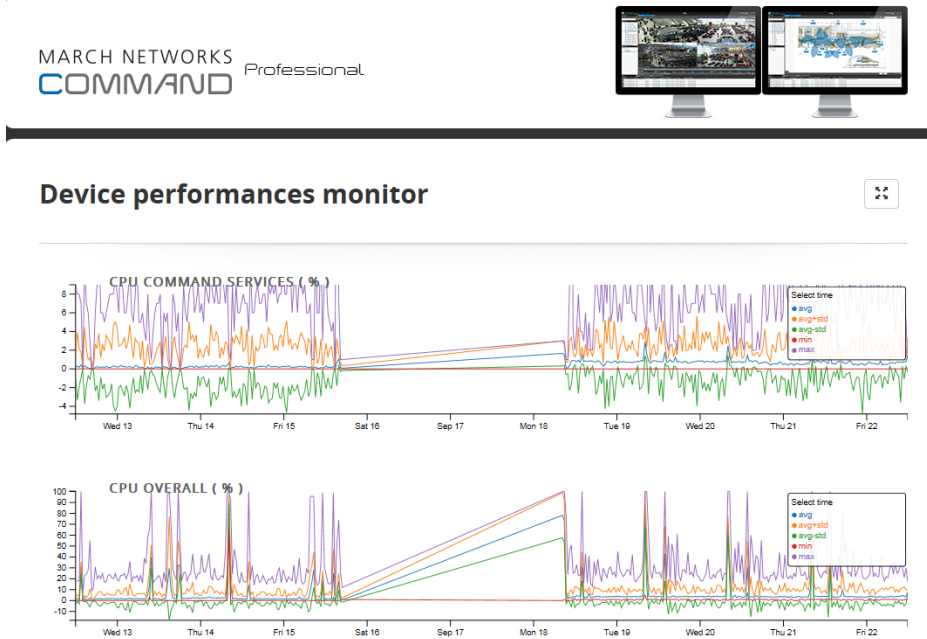 MARCH NETWORKS
COMMAND Professional
Device performances monitor
CPU COMMAND SERVICES ( % )
8
6
4
2
0
-2
-4
Select time
avg
avg+std
avg-std
min
max
Wed 13 Thu 14 Fri 15 Sat 16 Sep 17 Mon 18 Tue 19 Wed 20 Thu 21 Fri 22
CPU OVERALL ( % )
100
90
80
70
60
50
40
30
20
10
0
-10
Select time
avg
avg+std
avg-std
min
max
Wed 13 Thu 14 Fri 15 Sat 16 Sep 17 Mon 18 Tue 19 Wed 20 Thu 21 Fri 22